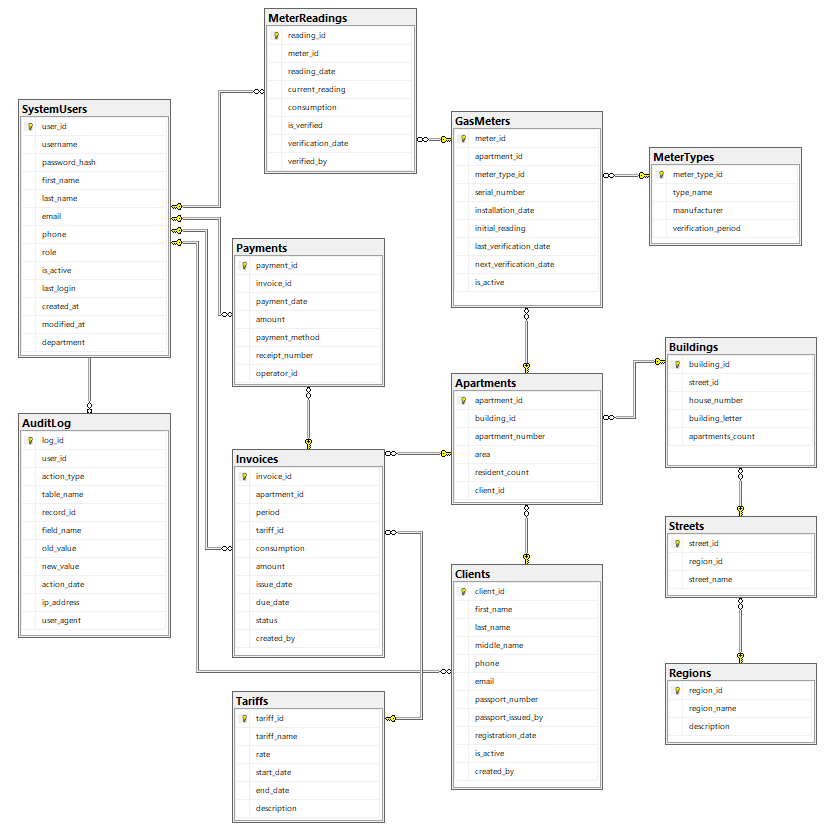 MeterReadings
reading_id
meter_id
reading_date
current_reading
consumption
is_verified
verification_date
verified_by
SystemUsers
user_id
username
password_hash
first_name
last_name
email
phone
role
is_active
last_login
created_at
modified_at
department
GasMeters
meter_id
apartment_id
meter_type_id
serial_number
installation_date
initial_reading
last_verification_date
next_verification_date
is_active
MeterTypes
meter_type_id
type_name
manufacturer
verification_period
Payments
payment_id
invoice_id
payment_date
amount
payment_method
receipt_number
operator_id
Buildings
building_id
street_id
house_number
building_letter
apartments_count
Apartments
apartment_id
building_id
apartment_number
area
resident_count
client_id
AuditLog
log_id
user_id
action_type
table_name
record_id
field_name
old_value
new_value
action_date
ip_address
user_agent
Invoices
invoice_id
apartment_id
period
tariff_id
consumption
amount
issue_date
due_date
status
created_by
Streets
street_id
region_id
street_name
Clients
client_id
first_name
last_name
middle_name
phone
email
passport_number
passport_issued_by
registration_date
is_active
created_by
Regions
region_id
region_name
description
Tariffs
tariff_id
tariff_name
rate
start_date
end_date
description